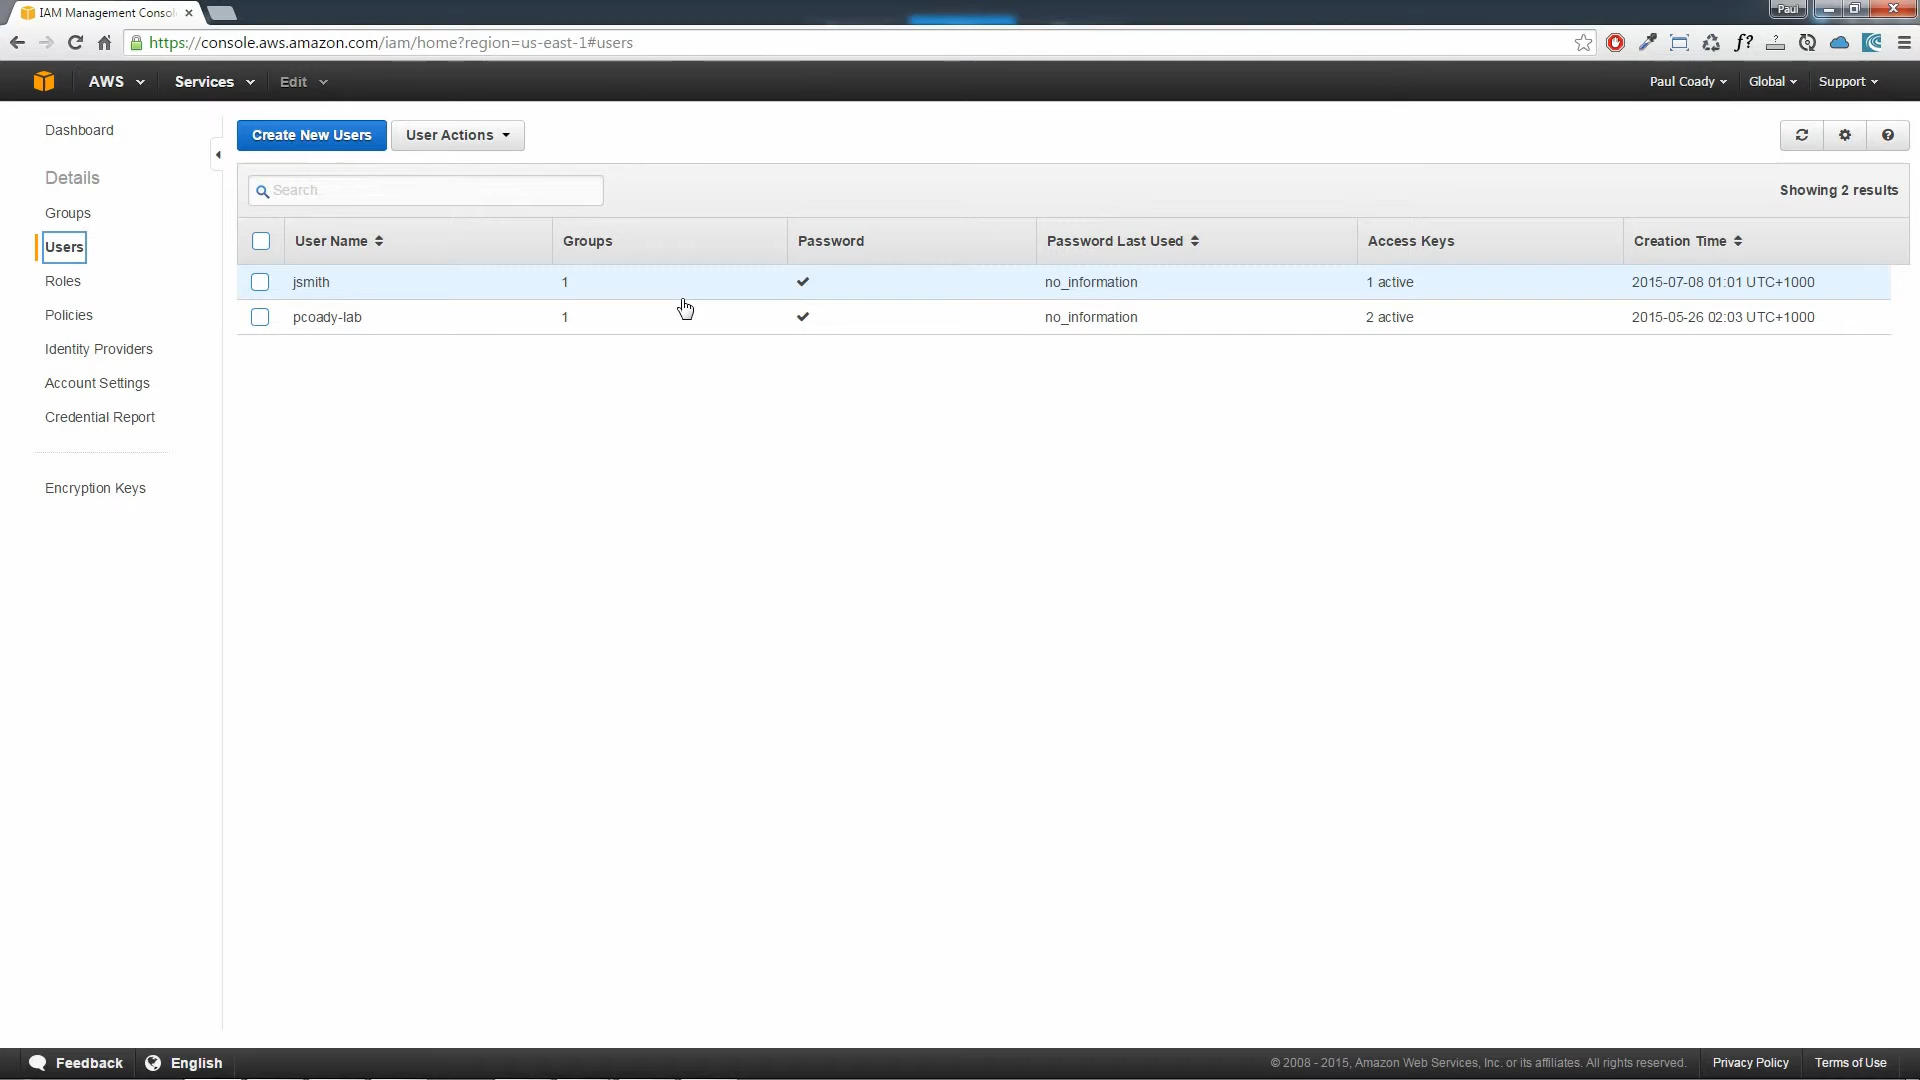 IAM Management Conso
Paul
https://console.aws.amazon.com/iam/home?region=us-east-1#users
f?
AWS Services Edit
Paul Coady Global Support
Dashboard
Details
Groups
Users
Roles
Policies
Identity Providers
Account Settings
Credential Report
Encryption Keys
Create New Users User Actions
Search
Showing 2 results
User Name Groups Password Password Last Used Access Keys Creation Time
jsmith 1 no_information 1 active 2015-07-08 01:01 UTC+1000
pcoady-lab 1 no_information 2 active 2015-05-26 02:03 UTC+1000
Feedback English
© 2008 - 2015, Amazon Web Services, Inc. or its affiliates. All rights reserved. Privacy Policy Terms of Use